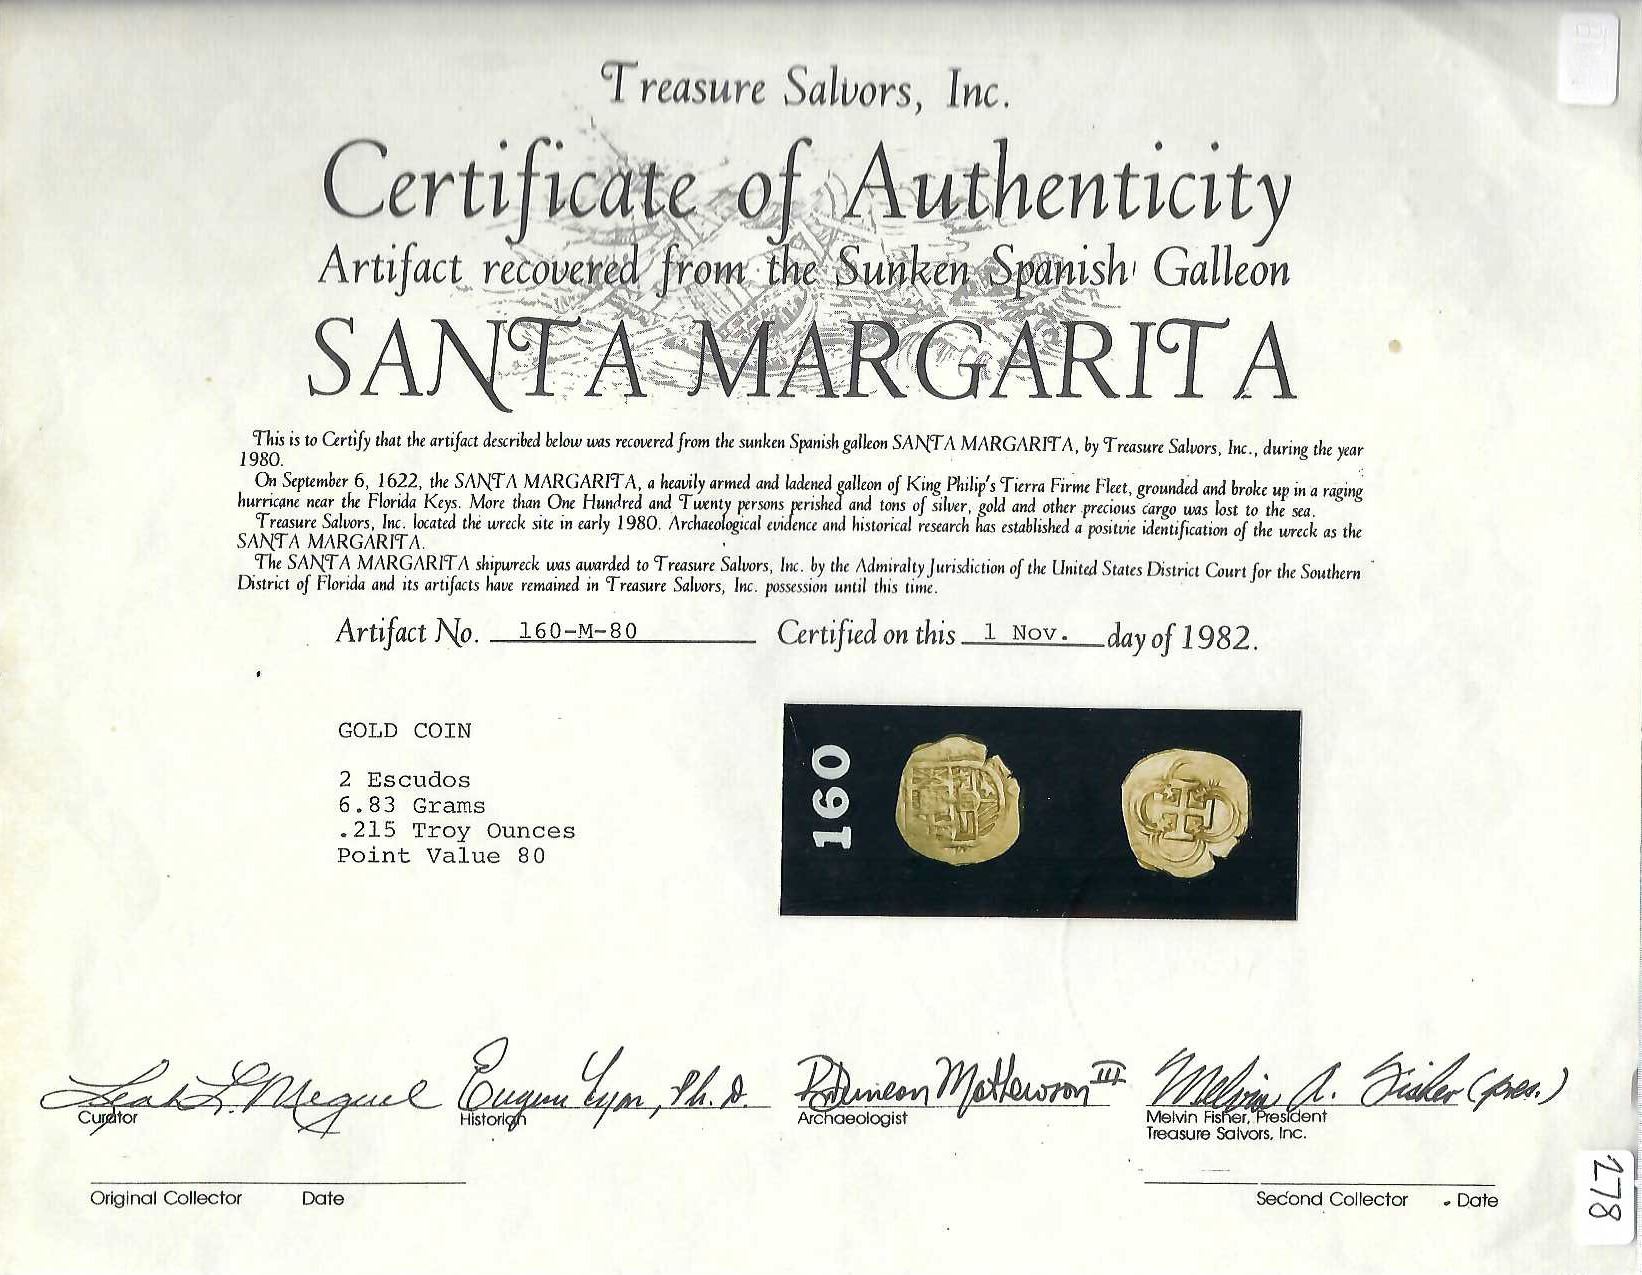 Treasure Salvors, Inc.
Certificate of Authenticity
Artifact recovered from the Sunken Spanish Galleon
SANTA MARGARITA
This is to Certify that the artifact described below was recovered from the sunken Spanish galleon SANTA MARGARITA, by Treasure Salvors, Inc., during the year
1980.
On September 6, 1622, the SANTA MARGARITA, a heavily armed and ladened galleon of King Philip's Tierra Firme Fleet, grounded and broke up in a raging
hurricane near the Florida Keys. More than One Hundred and Twenty persons perished and tons of silver, gold and other precious cargo was lost to the sea.
Treasure Salvors, Inc. located the wreck site in early 1980. Archaeological evidence and historical research has established a positvie identification of the wreck as the
SANTA MARGARITA.
The SANTA MARGARITA shipwreck was awarded to Treasure Salvors, Inc. by the Admiralty Jurisdiction of the United States District Court for the Southern
District of Florida and its artifacts have remained in Treasure Salvors, Inc. possession until this time.
Artifact No. 160-M-80 Certified on this 1 Nov. day of 1982.
GOLD COIN
2 Escudos
6.83 Grams
.215 Troy Ounces
Point Value 80
160
Leah L. Meguel Eugene Lyon, Ph.D. R Duncan Mathewson III Melvin A. Fisher (pres.)
Curator Historian Archaeologist Melvin Fisher, President
Treasure Salvors, Inc.
Original Collector Date Second Collector Date
278